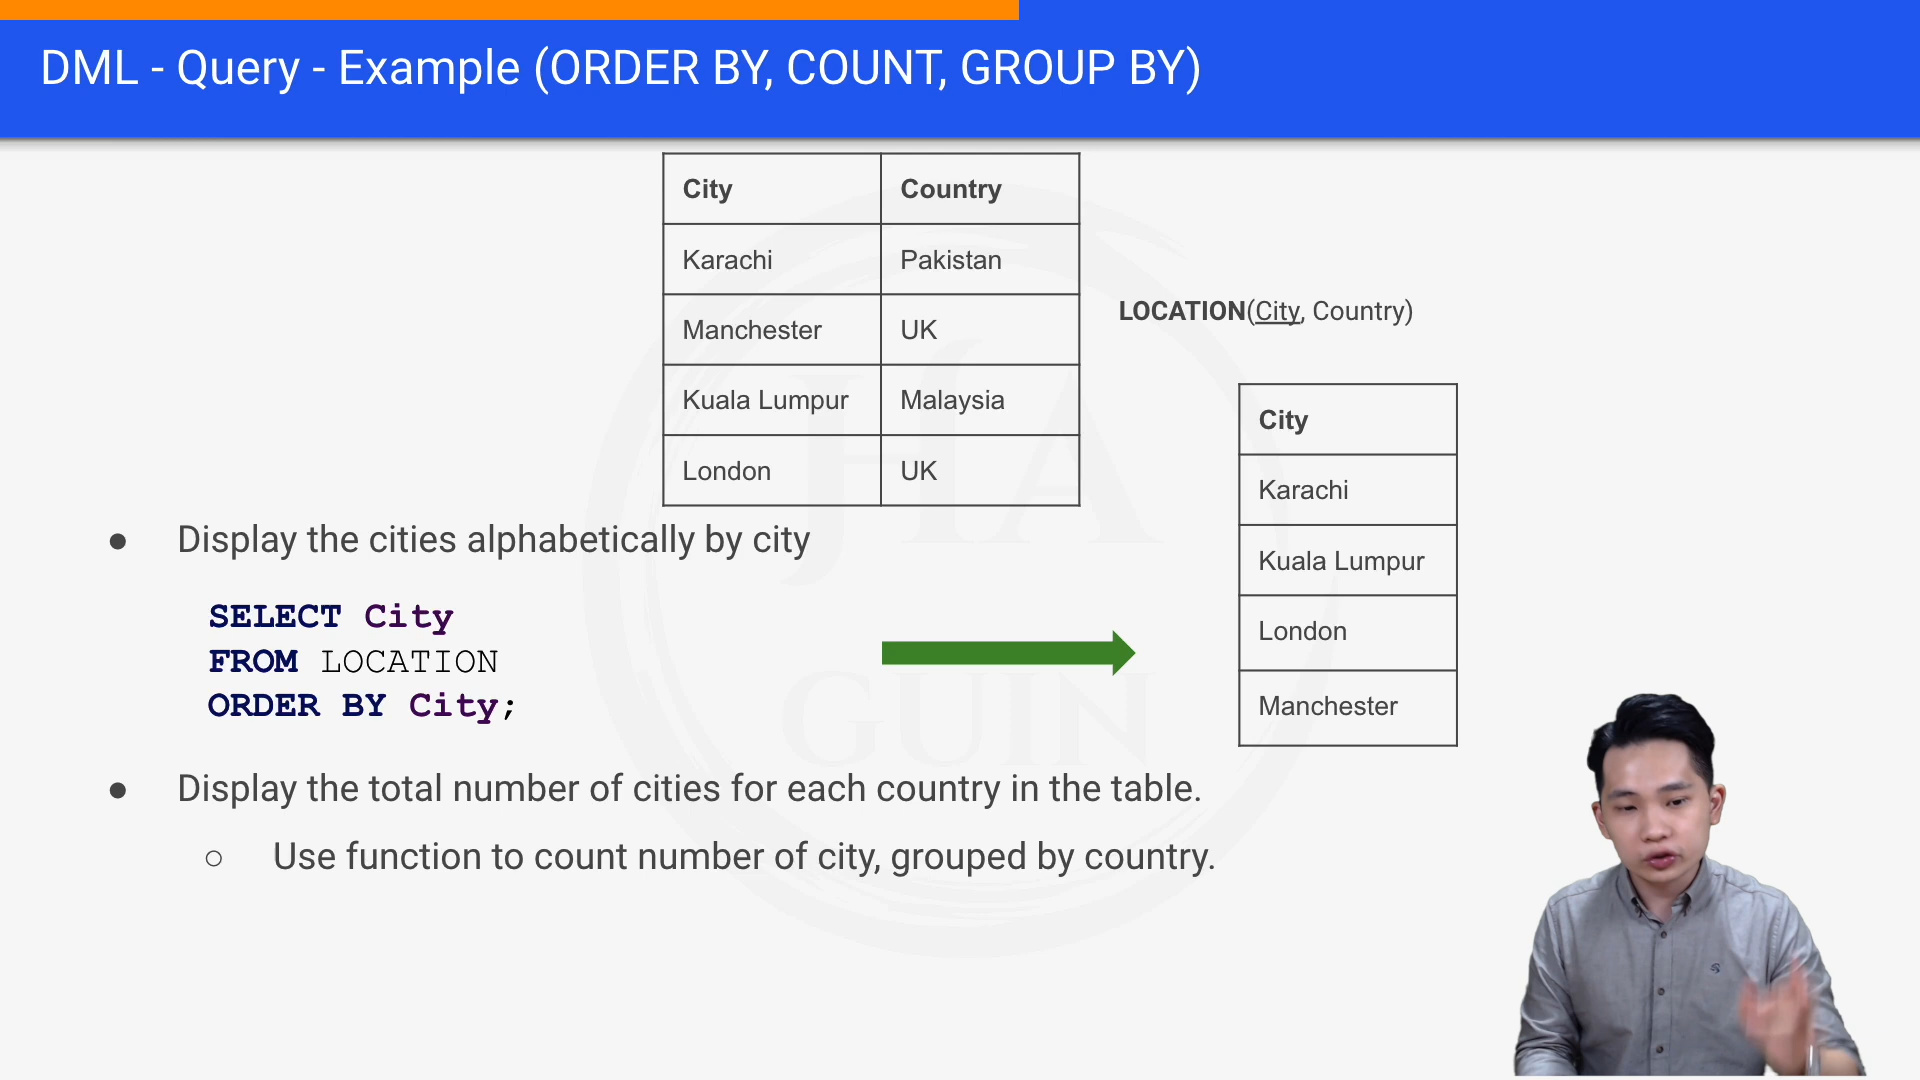 DML - Query - Example (ORDER BY, COUNT, GROUP BY)
City Country
Karachi Pakistan
Manchester UK
Kuala Lumpur Malaysia
London UK
LOCATION(City, Country)
● Display the cities alphabetically by city
SELECT City
FROM LOCATION
ORDER BY City;
City
Karachi
Kuala Lumpur
London
Manchester
● Display the total number of cities for each country in the table.
○ Use function to count number of city, grouped by country.
GUIN